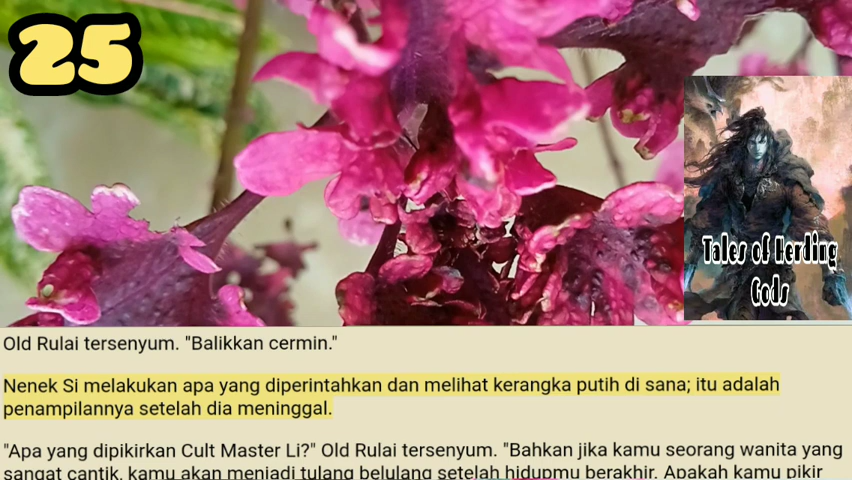 25
Tales of Herding
Gods
Old Rulai tersenyum. "Balikkan cermin."
Nenek Si melakukan apa yang diperintahkan dan melihat kerangka putih di sana; itu adalah
penampilannya setelah dia meninggal.
"Apa yang dipikirkan Cult Master Li?" Old Rulai tersenyum. "Bahkan jika kamu seorang wanita yang
sangat cantik, kamu akan menjadi tulang belulang setelah hidupmu berakhir. Apakah kamu pikir